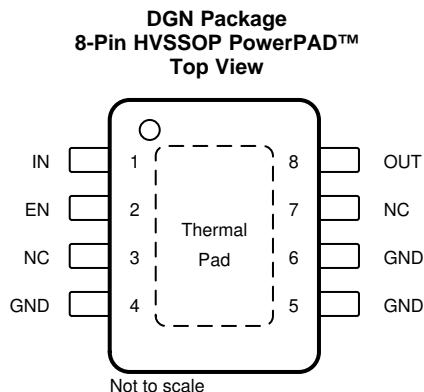 DGN Package
8-Pin HVSSOP PowerPAD™
Top View
IN 1 8 OUT
EN 2 7 NC
Thermal
NC 3 6 GND
Pad
GND 4 5 GND
Not to scale